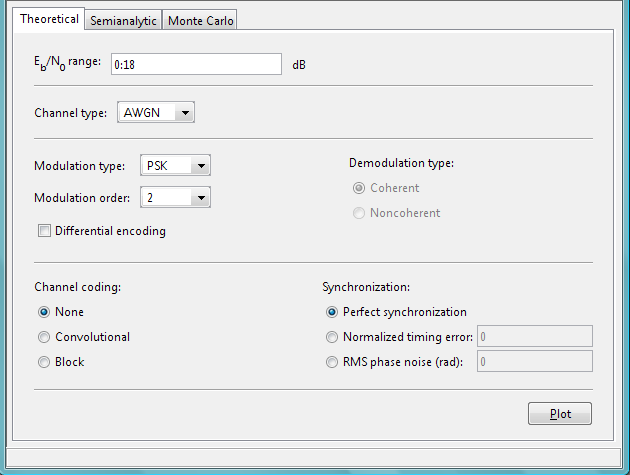 Theoretical Semianalytic Monte Carlo
Eb/N0 range: 0:18 dB
Channel type: AWGN
Modulation type: PSK Demodulation type:
Coherent
Modulation order: 2
Noncoherent
Differential encoding
Channel coding: Synchronization:
None Perfect synchronization
Convolutional Normalized timing error: 0
Block RMS phase noise (rad): 0
Plot